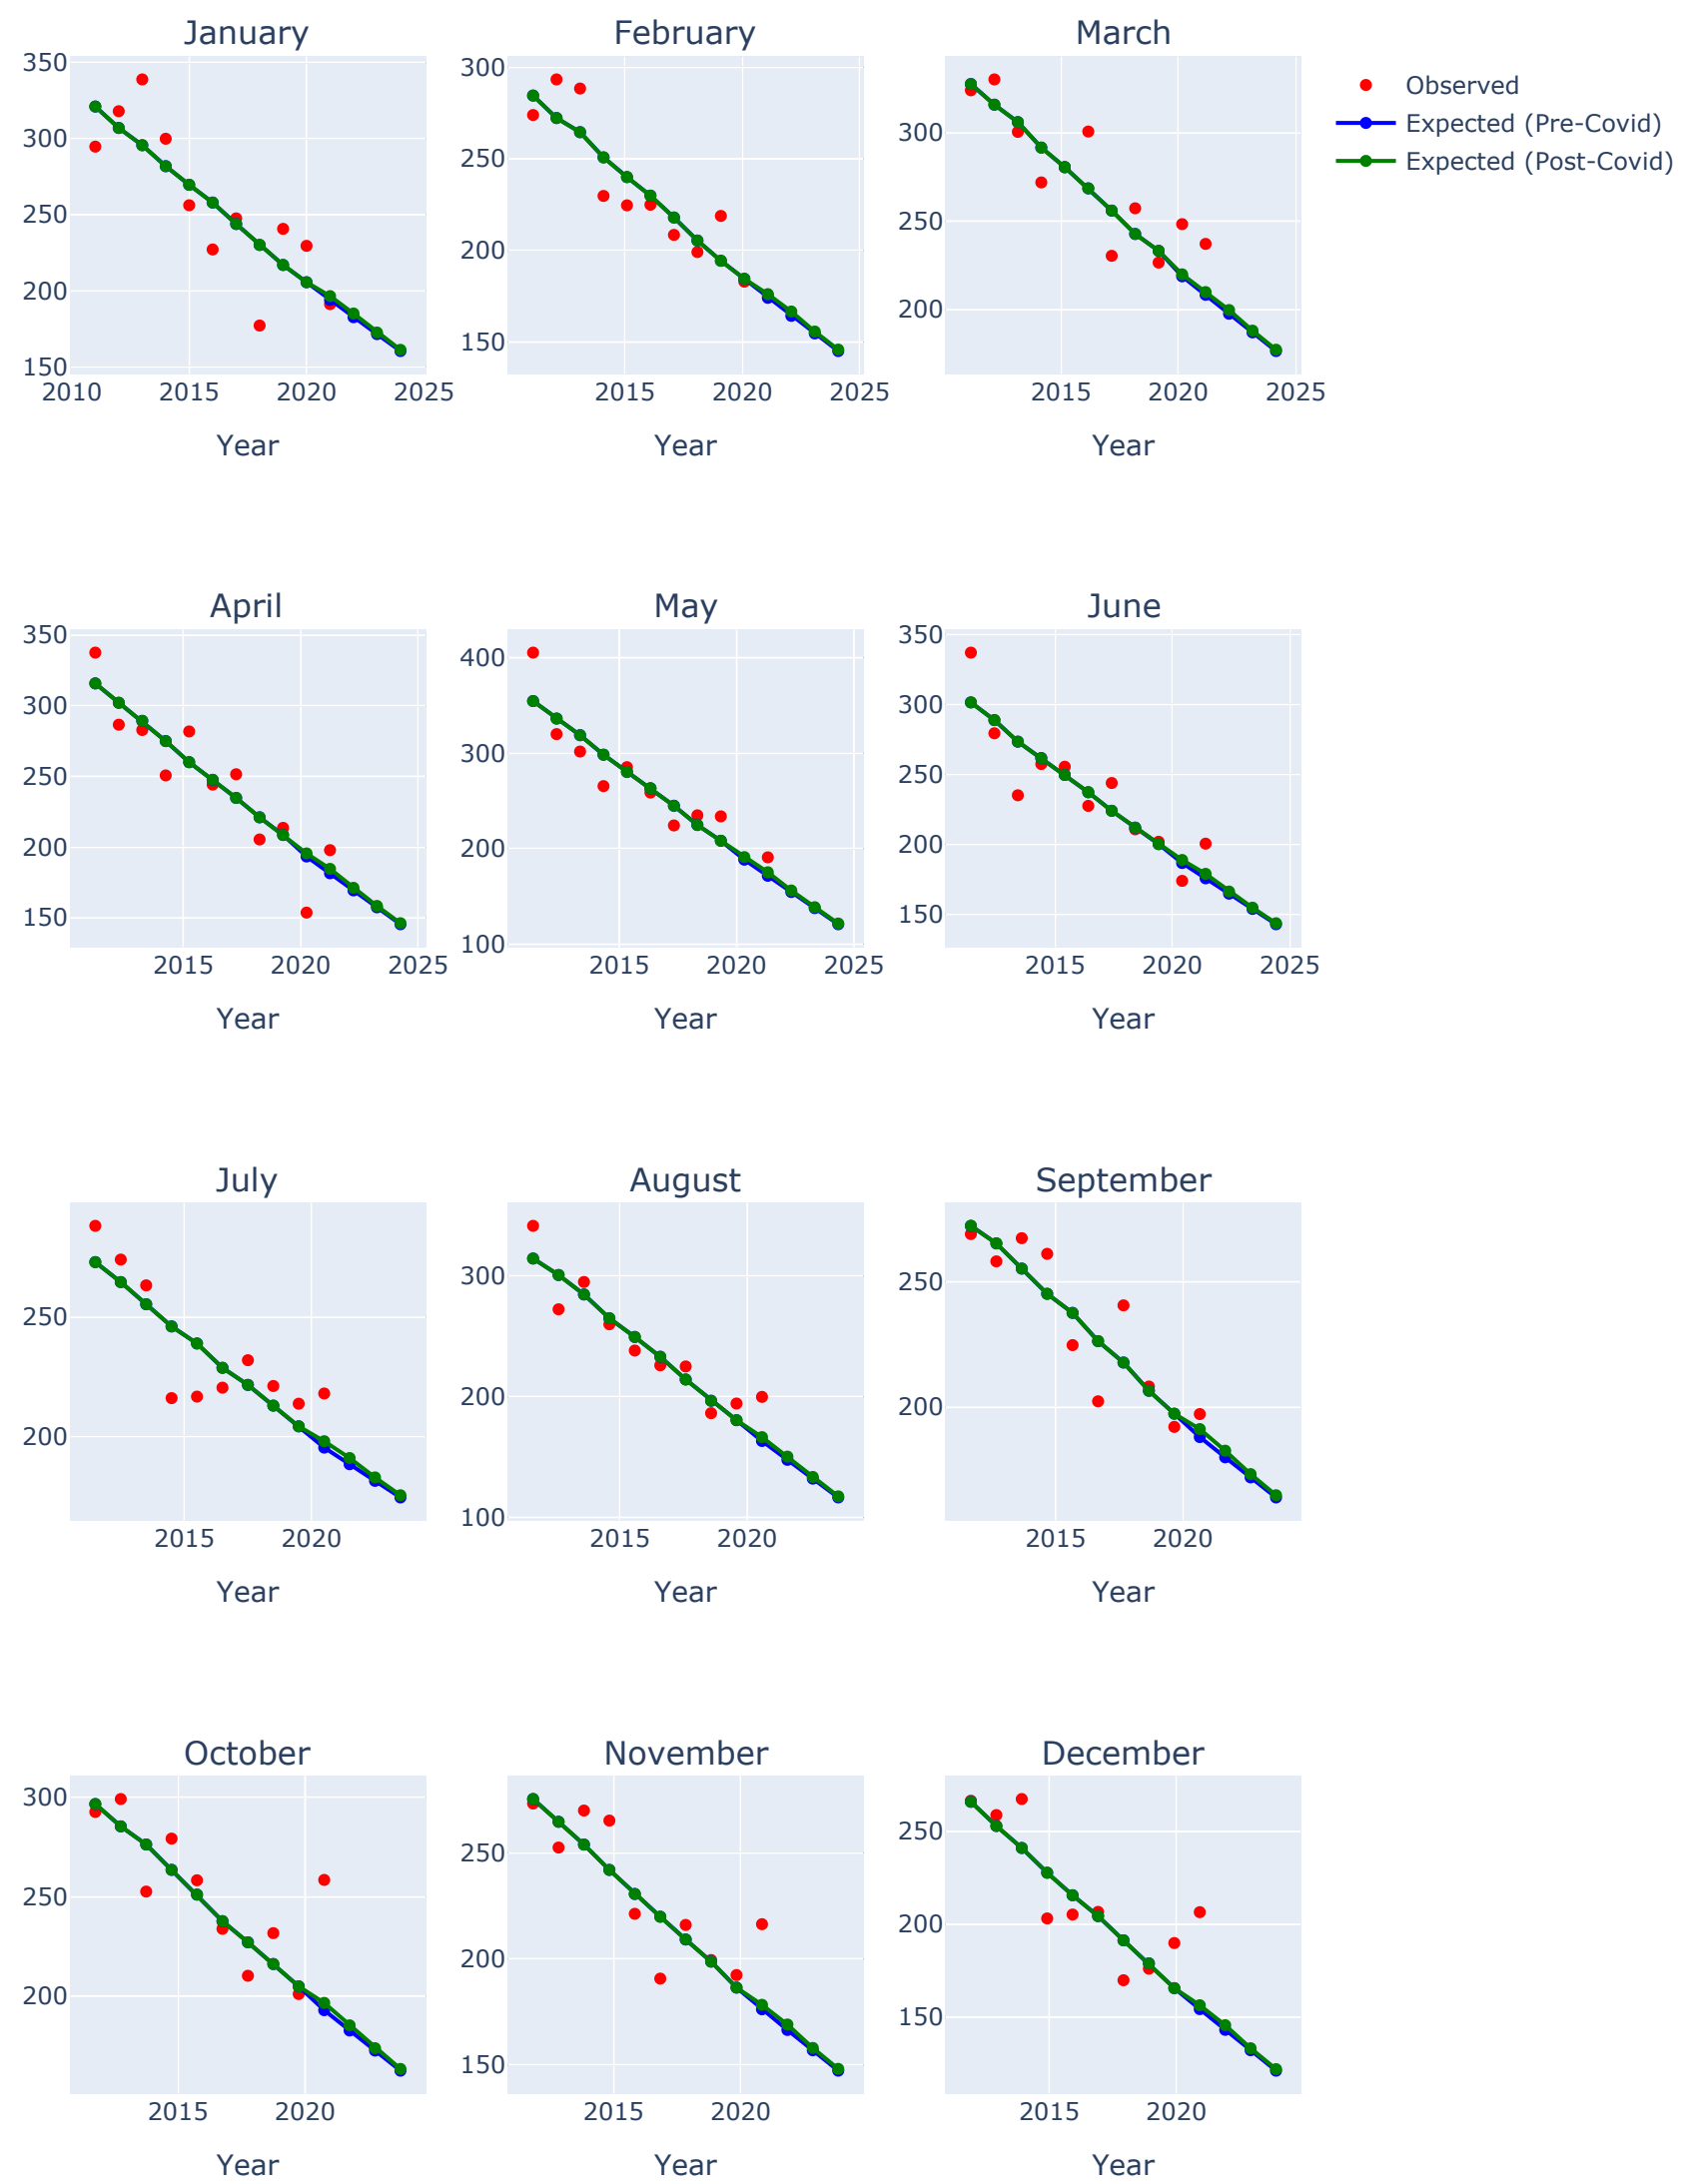 January
February
March
350
300
250
200
150
2010
2015
2020
2025
Year
300
250
200
150
2015
2020
2025
Year
300
250
200
2015
2020
2025
Year
Observed
Expected (Pre-Covid)
Expected (Post-Covid)
April
May
June
350
300
250
200
150
2015
2020
2025
Year
400
300
200
100
2015
2020
2025
Year
350
300
250
200
150
2015
2020
2025
Year
July
August
September
250
200
2015
2020
Year
300
200
100
2015
2020
Year
250
200
2015
2020
Year
October
November
December
300
250
200
2015
2020
Year
250
200
150
2015
2020
Year
250
200
150
2015
2020
Year